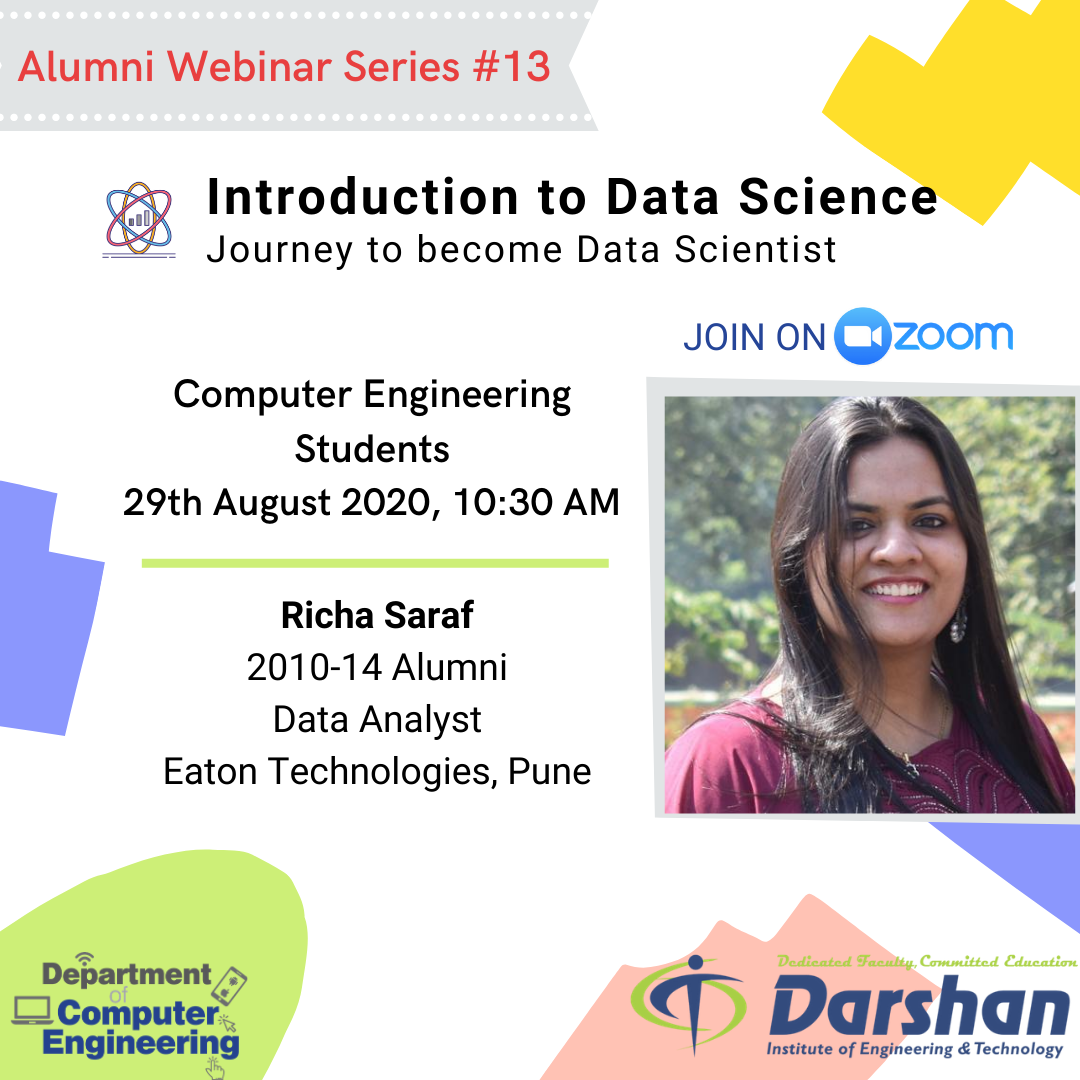 Alumni Webinar Series #13
Introduction to Data Science
Journey to become Data Scientist
JOIN ON zoom
Computer Engineering
Students
29th August 2020, 10:30 AM
Richa Saraf
2010-14 Alumni
Data Analyst
Eaton Technologies, Pune
Department
of
Computer
Engineering
Dedicated Faculty, Committed Education
Darshan
Institute of Engineering & Technology